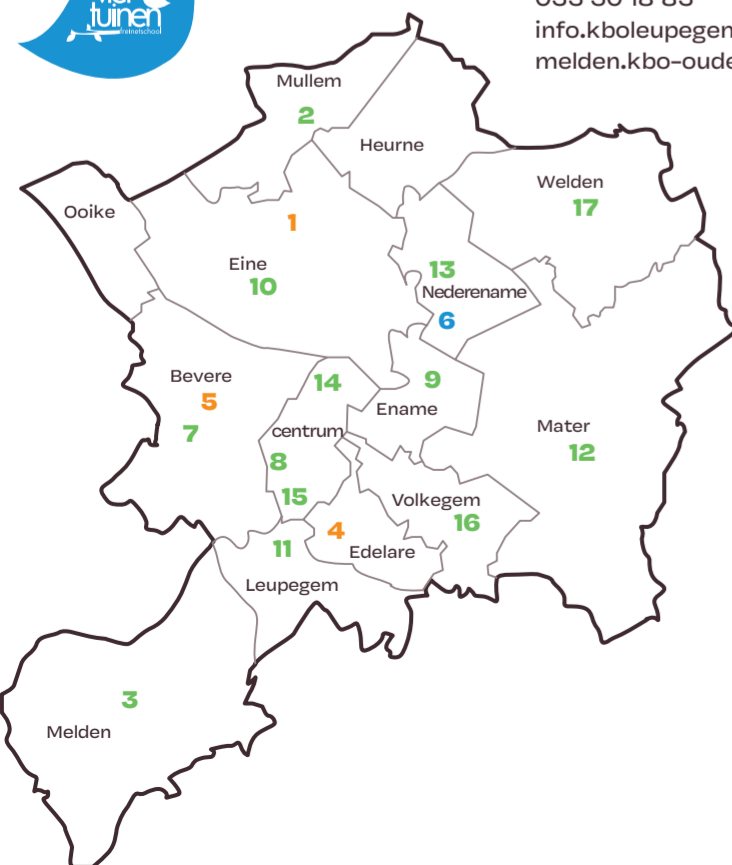 tuinen
freinetschool
info.kboleupegen
melden.kbo-oude
Mullem
2
Heurne
Welden
17
Ooike
1
Eine
10
13
Nederename
6
Bevere
5
7
14
9
Ename
centrum
8
15
Mater
12
Volkegem
16
4
Edelare
11
Leupegem
3
Melden